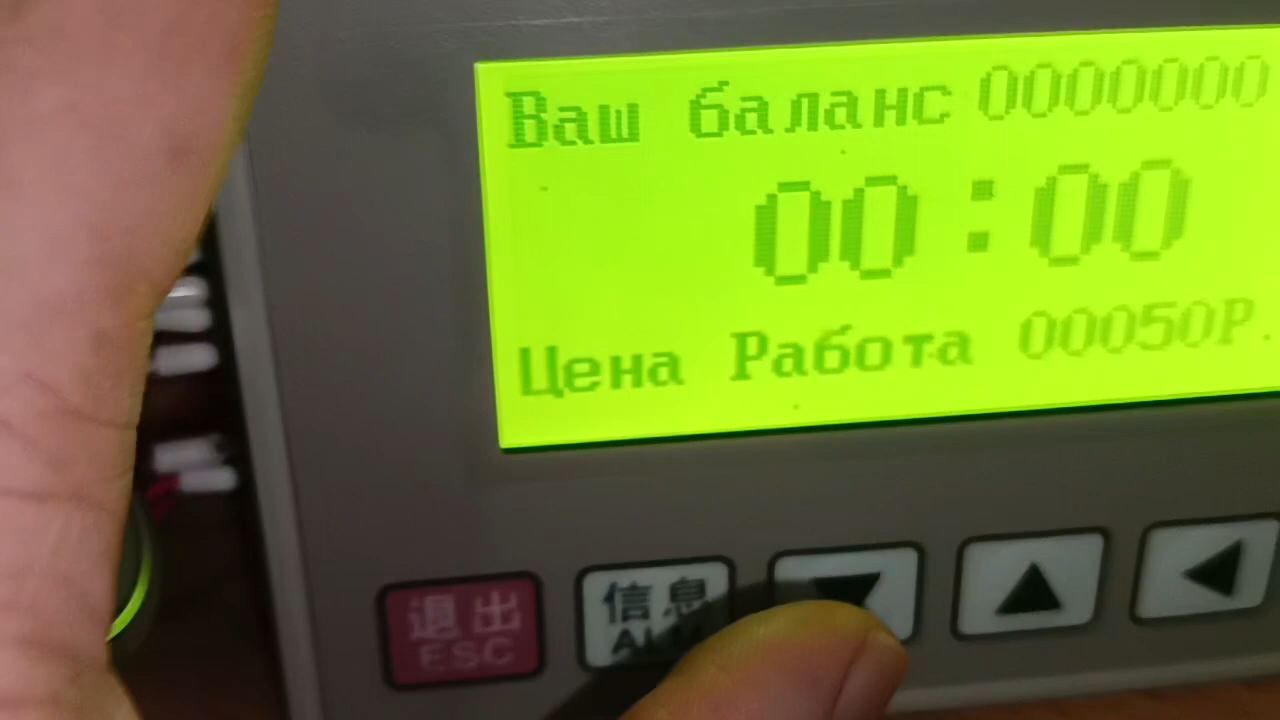 Ваш баланс 0000000
00:00
Цена Работа 00050Р.
退出
ESC
信息